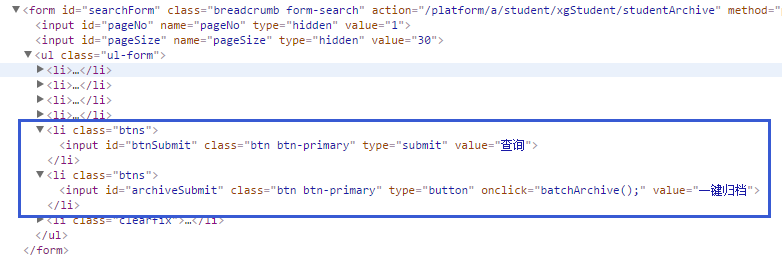 ▼<form id="searchForm" class="breadcrumb form-search" action="/platform/a/student/xgStudent/studentArchive" method=
<input id="pageNo" name="pageNo" type="hidden" value="1">
<input id="pageSize" name="pageSize" type="hidden" value="30">
▼<ul class="ul-form">
▶<li>…</li>
▶<li>…</li>
▶<li>…</li>
▶<li>…</li>
▼<li class="btns">
<input id="btnSubmit" class="btn btn-primary" type="submit" value="查询">
</li>
▼<li class="btns">
<input id="archiveSubmit" class="btn btn-primary" type="button" onclick="batchArchive();" value="一键归档">
</li>
▶<li class="clearfix">…</li>
</ul>
</form>